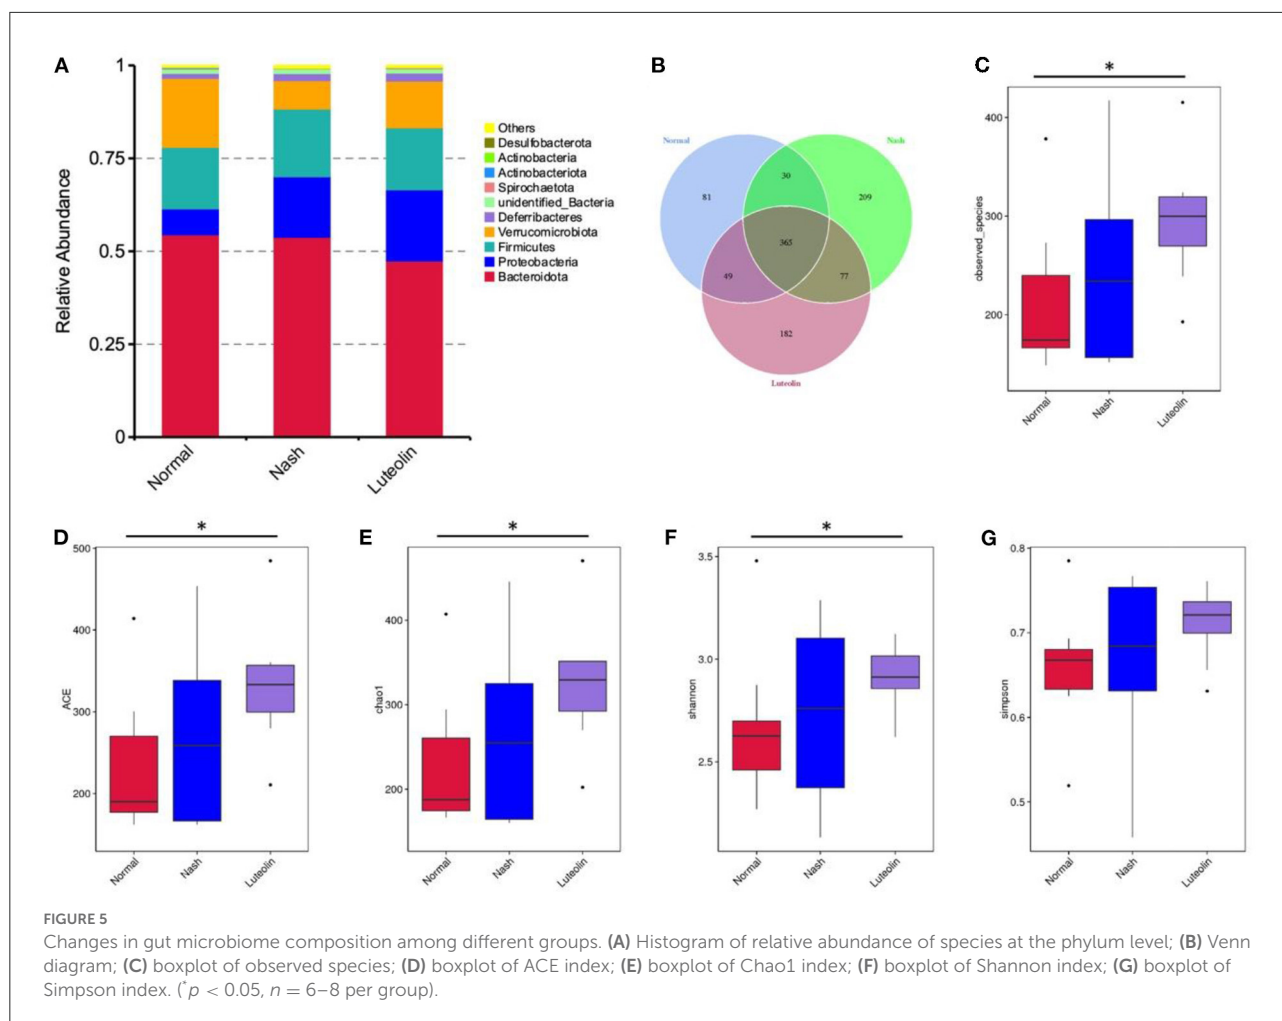 A
1
0.75
0.5
0.25
0
Relative Abundance
Normal
Nash
Luteolin
Others
Desulfobacterota
Actinobacteria
Actinobacteriota
Spirochaetota
unidentified_Bacteria
Deferribacteres
Verrucomicrobiota
Firmicutes
Proteobacteria
Bacteroidota
B
Normal
Nash
81
30
209
365
49
77
182
Luteolin
C
*
400
300
200
observed_species
Normal
Nash
Luteolin
D
*
500
400
300
200
ACE
Normal
Nash
Luteolin
E
*
400
300
200
chao1
Normal
Nash
Luteolin
F
*
3.5
3.0
2.5
shannon
Normal
Nash
Luteolin
G
0.8
0.7
0.6
0.5
simpson
Normal
Nash
Luteolin
FIGURE 5
Changes in gut microbiome composition among different groups. (A) Histogram of relative abundance of species at the phylum level; (B) Venn
diagram; (C) boxplot of observed species; (D) boxplot of ACE index; (E) boxplot of Chao1 index; (F) boxplot of Shannon index; (G) boxplot of
Simpson index. (*p < 0.05, n = 6–8 per group).